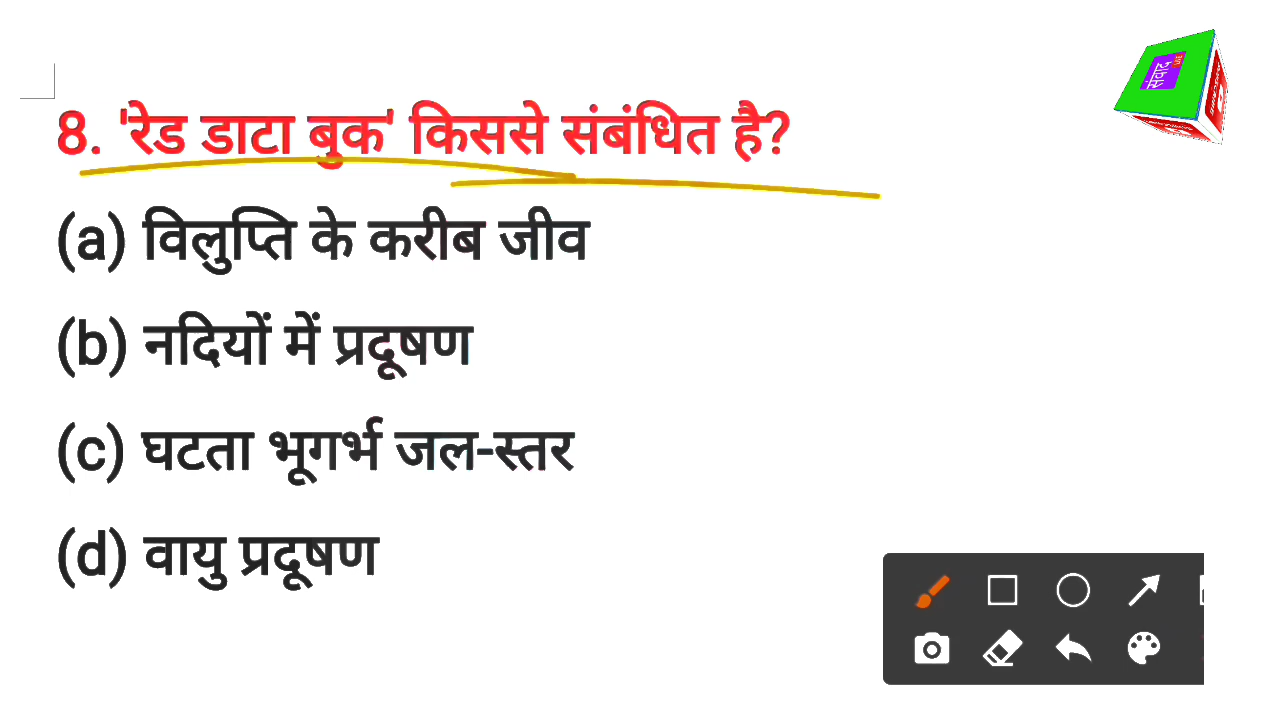 8. 'रेड डाटा बुक' किससे संबंधित है?
(a) विलुप्ति के करीब जीव
(b) नदियों में प्रदूषण
(c) घटता भूगर्भ जल-स्तर
(d) वायु प्रदूषण
संवाद